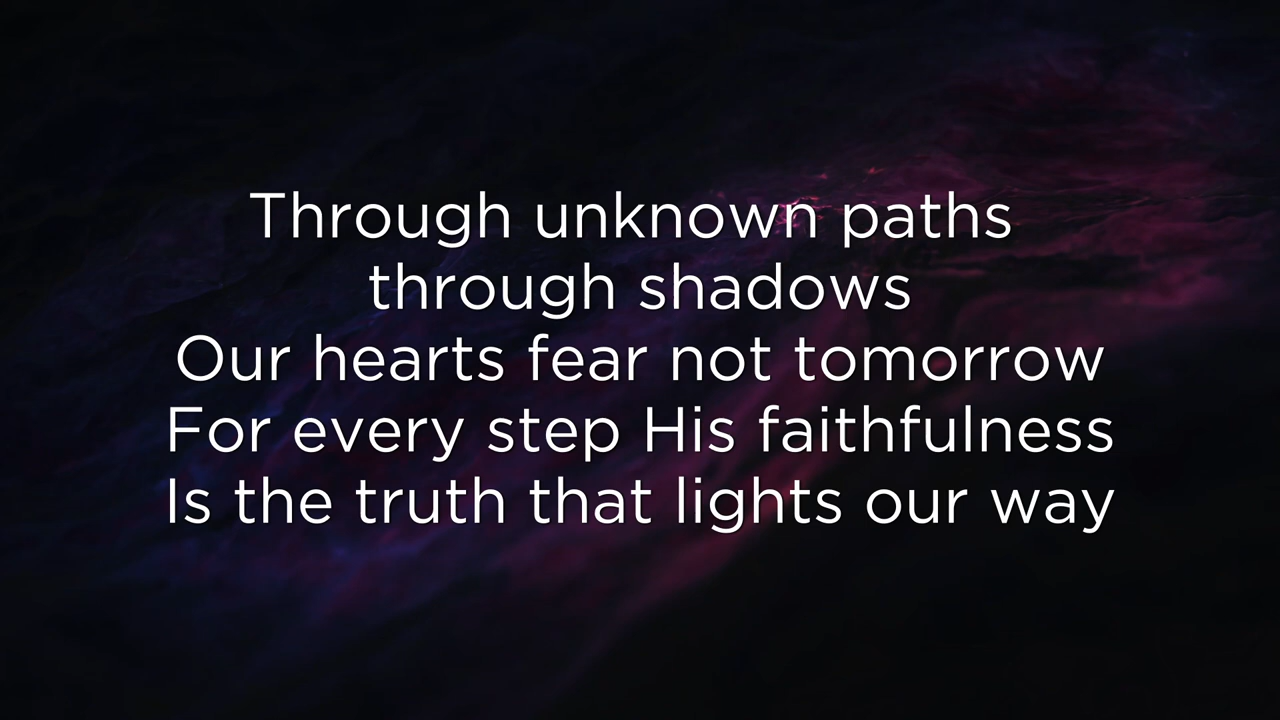 Through unknown paths
through shadows
Our hearts fear not tomorrow
For every step His faithfulness
Is the truth that lights our way